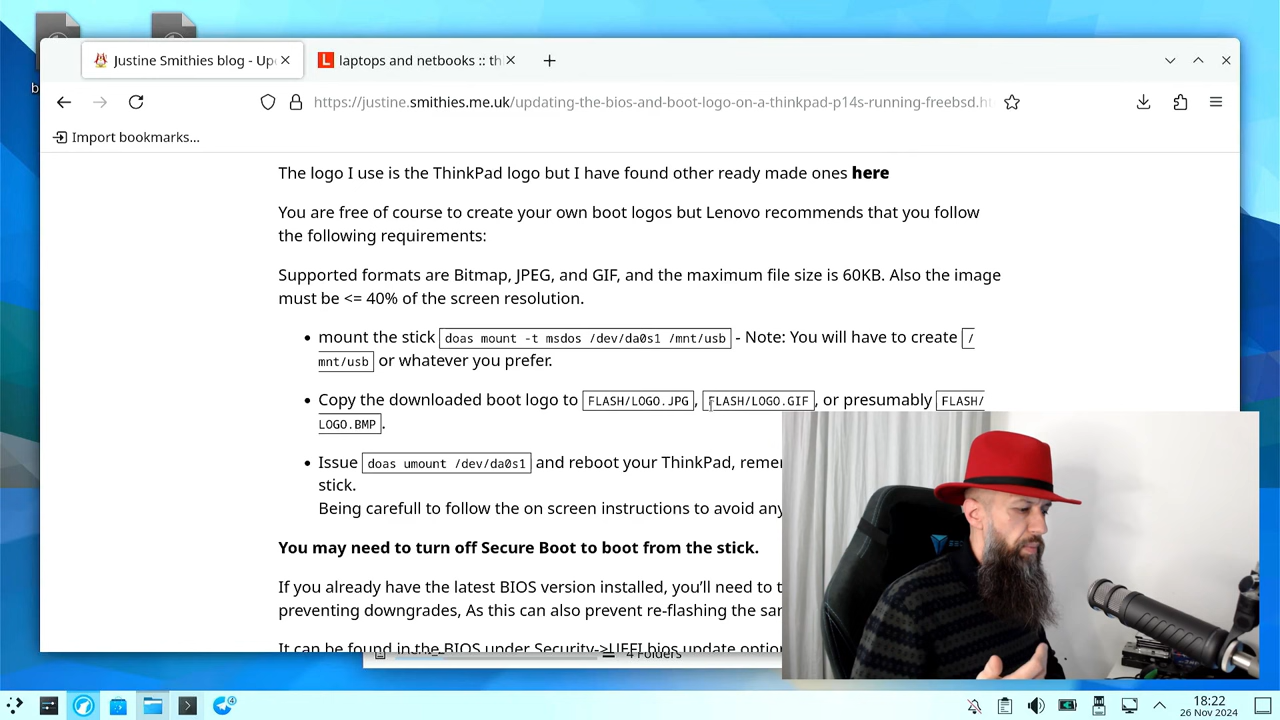 Justine Smithies blog - Up
laptops and netbooks :: th
https://justine.smithies.me.uk/updating-the-bios-and-boot-logo-on-a-thinkpad-p14s-running-freebsd.h
Import bookmarks...
The logo I use is the ThinkPad logo but I have found other ready made ones here
You are free of course to create your own boot logos but Lenovo recommends that you follow
the following requirements:
Supported formats are Bitmap, JPEG, and GIF, and the maximum file size is 60KB. Also the image
must be <= 40% of the screen resolution.
• mount the stick doas mount -t msdos /dev/da0s1 /mnt/usb - Note: You will have to create /
mnt/usb or whatever you prefer.
• Copy the downloaded boot logo to FLASH/LOGO.JPG, FLASH/LOGO.GIF, or presumably FLASH/
LOGO.BMP.
• Issue doas umount /dev/da0s1 and reboot your ThinkPad, remem
stick.
Being carefull to follow the on screen instructions to avoid any
You may need to turn off Secure Boot to boot from the stick.
If you already have the latest BIOS version installed, you'll need to t
preventing downgrades, As this can also prevent re-flashing the sam
It can be found in the BIOS under Security->UEFI bios update option
4 Folders
4
18:22
26 Nov 2024